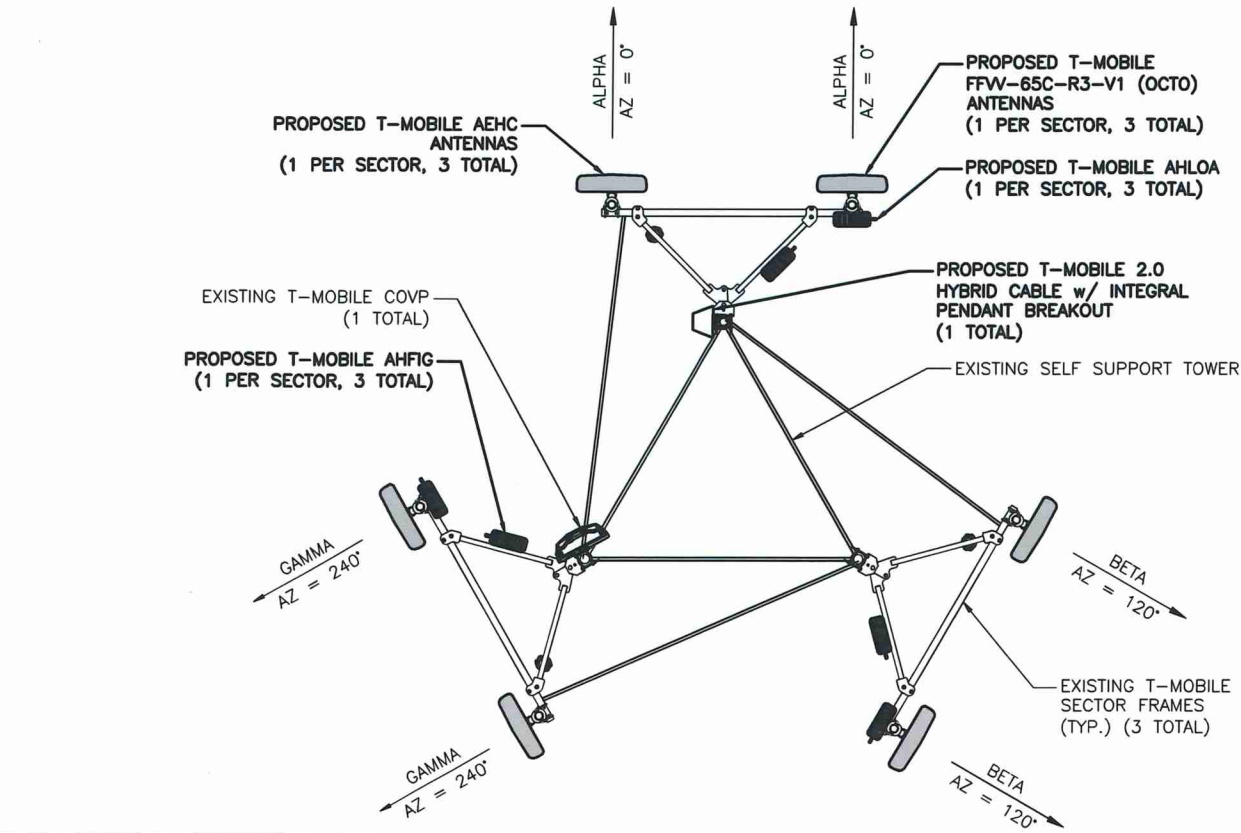 ALPHA
AZ = 0°
ALPHA
AZ = 0°
PROPOSED T-MOBILE
FFVV-65C-R3-V1 (OCTO)
ANTENNAS
(1 PER SECTOR, 3 TOTAL)
PROPOSED T-MOBILE AEHC
ANTENNAS
(1 PER SECTOR, 3 TOTAL)
PROPOSED T-MOBILE AHLOA
(1 PER SECTOR, 3 TOTAL)
PROPOSED T-MOBILE 2.0
HYBRID CABLE w/ INTEGRAL
PENDANT BREAKOUT
(1 TOTAL)
EXISTING T-MOBILE COVP
(1 TOTAL)
PROPOSED T-MOBILE AHFIG
(1 PER SECTOR, 3 TOTAL)
EXISTING SELF SUPPORT TOWER
GAMMA
AZ = 240°
BETA
AZ = 120°
EXISTING T-MOBILE
SECTOR FRAMES
(TYP.) (3 TOTAL)
GAMMA
AZ = 240°
BETA
AZ = 120°